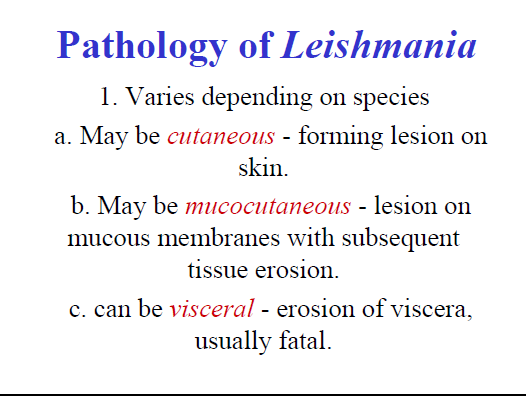 Pathology of Leishmania
1. Varies depending on species
a. May be cutaneous - forming lesion on
skin.
b. May be mucocutaneous - lesion on
mucous membranes with subsequent
tissue erosion.
c. can be visceral - erosion of viscera,
usually fatal.